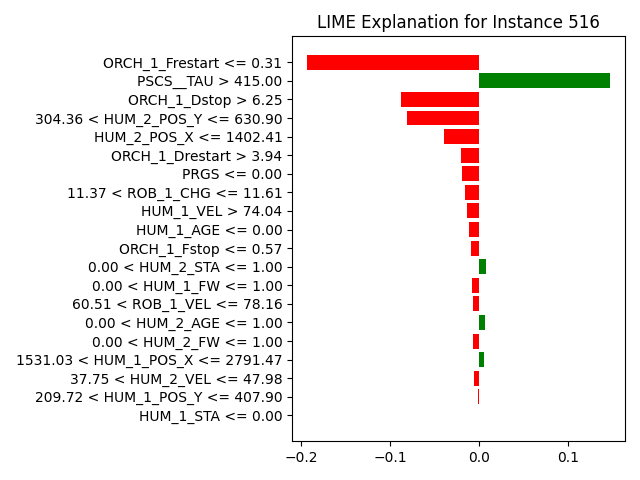 LIME Explanation for Instance 516
ORCH_1_Frestart <= 0.31
PSCS__TAU > 415.00
ORCH_1_Dstop > 6.25
304.36 < HUM_2_POS_Y <= 630.90
HUM_2_POS_X <= 1402.41
ORCH_1_Drestart > 3.94
PRGS <= 0.00
11.37 < ROB_1_CHG <= 11.61
HUM_1_VEL > 74.04
HUM_1_AGE <= 0.00
ORCH_1_Fstop <= 0.57
0.00 < HUM_2_STA <= 1.00
0.00 < HUM_1_FW <= 1.00
60.51 < ROB_1_VEL <= 78.16
0.00 < HUM_2_AGE <= 1.00
0.00 < HUM_2_FW <= 1.00
1531.03 < HUM_1_POS_X <= 2791.47
37.75 < HUM_2_VEL <= 47.98
209.72 < HUM_1_POS_Y <= 407.90
HUM_1_STA <= 0.00
−0.2 −0.1 0.0 0.1